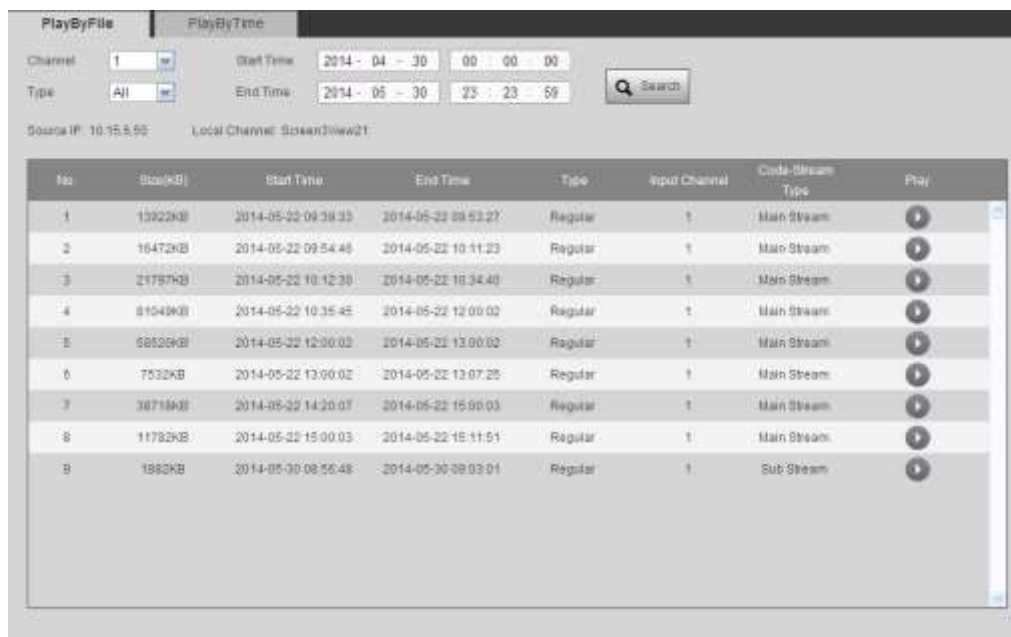 PlayByFile PlayByTime
Channel 1 Start Time 2014 - 04 - 30 00 : 00 : 00
Type All End Time 2014 - 05 - 30 23 : 23 : 59 Search
Source IP: 10.15.6.50 Local Channel: Screen3View21
No. Size(KB) Start Time End Time Type Input Channel Code-Stream Type Play
1 13922KB 2014-05-22 09:39:33 2014-05-22 09:53:27 Regular 1 Main Stream
2 16472KB 2014-05-22 09:54:46 2014-05-22 10:11:23 Regular 1 Main Stream
3 21797KB 2014-05-22 10:12:30 2014-05-22 10:34:40 Regular 1 Main Stream
4 81049KB 2014-05-22 10:35:45 2014-05-22 12:00:02 Regular 1 Main Stream
5 58526KB 2014-05-22 12:00:02 2014-05-22 13:00:02 Regular 1 Main Stream
6 7532KB 2014-05-22 13:00:02 2014-05-22 13:07:25 Regular 1 Main Stream
7 38718KB 2014-05-22 14:20:07 2014-05-22 15:00:03 Regular 1 Main Stream
8 11782KB 2014-05-22 15:00:03 2014-05-22 15:11:51 Regular 1 Main Stream
9 1882KB 2014-05-30 08:56:48 2014-05-30 09:03:01 Regular 1 Sub Stream